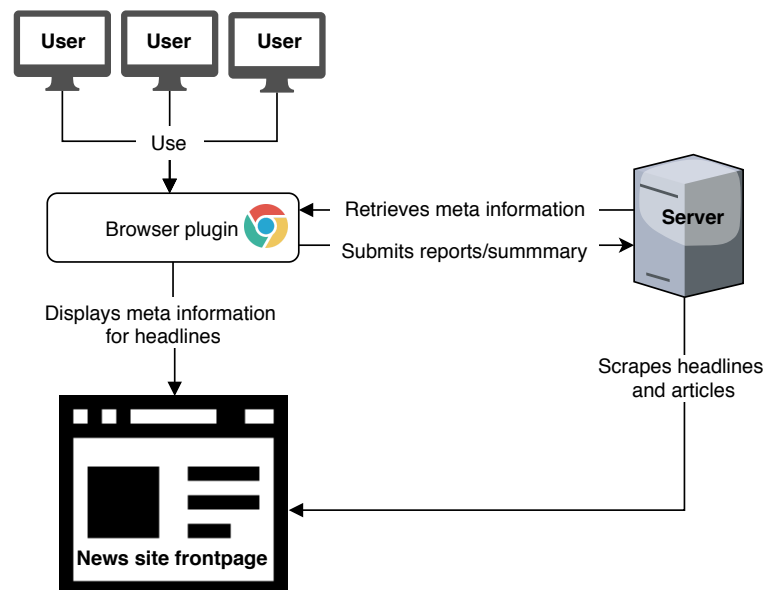 User
User
User
Use
Browser plugin
Retrieves meta information
Server
Submits reports/summmary
Displays meta information
for headlines
Scrapes headlines
and articles
News site frontpage